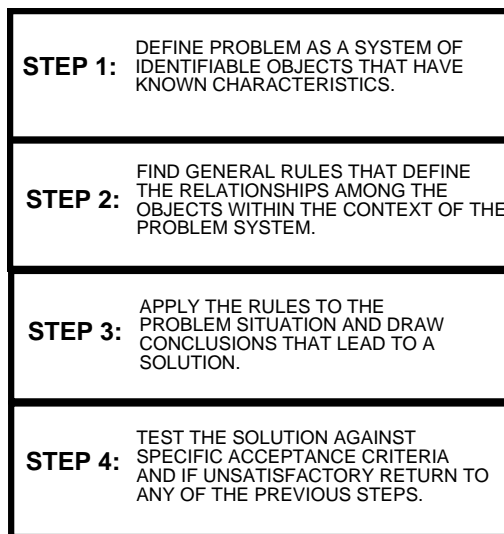 STEP 1:
DEFINE PROBLEM AS A SYSTEM OF
IDENTIFIABLE OBJECTS THAT HAVE
KNOWN CHARACTERISTICS.
STEP 2:
FIND GENERAL RULES THAT DEFINE
THE RELATIONSHIPS AMONG THE
OBJECTS WITHIN THE CONTEXT OF THE
PROBLEM SYSTEM.
STEP 3:
APPLY THE RULES TO THE
PROBLEM SITUATION AND DRAW
CONCLUSIONS THAT LEAD TO A
SOLUTION.
STEP 4:
TEST THE SOLUTION AGAINST
SPECIFIC ACCEPTANCE CRITERIA
AND IF UNSATISFACTORY RETURN TO
ANY OF THE PREVIOUS STEPS.